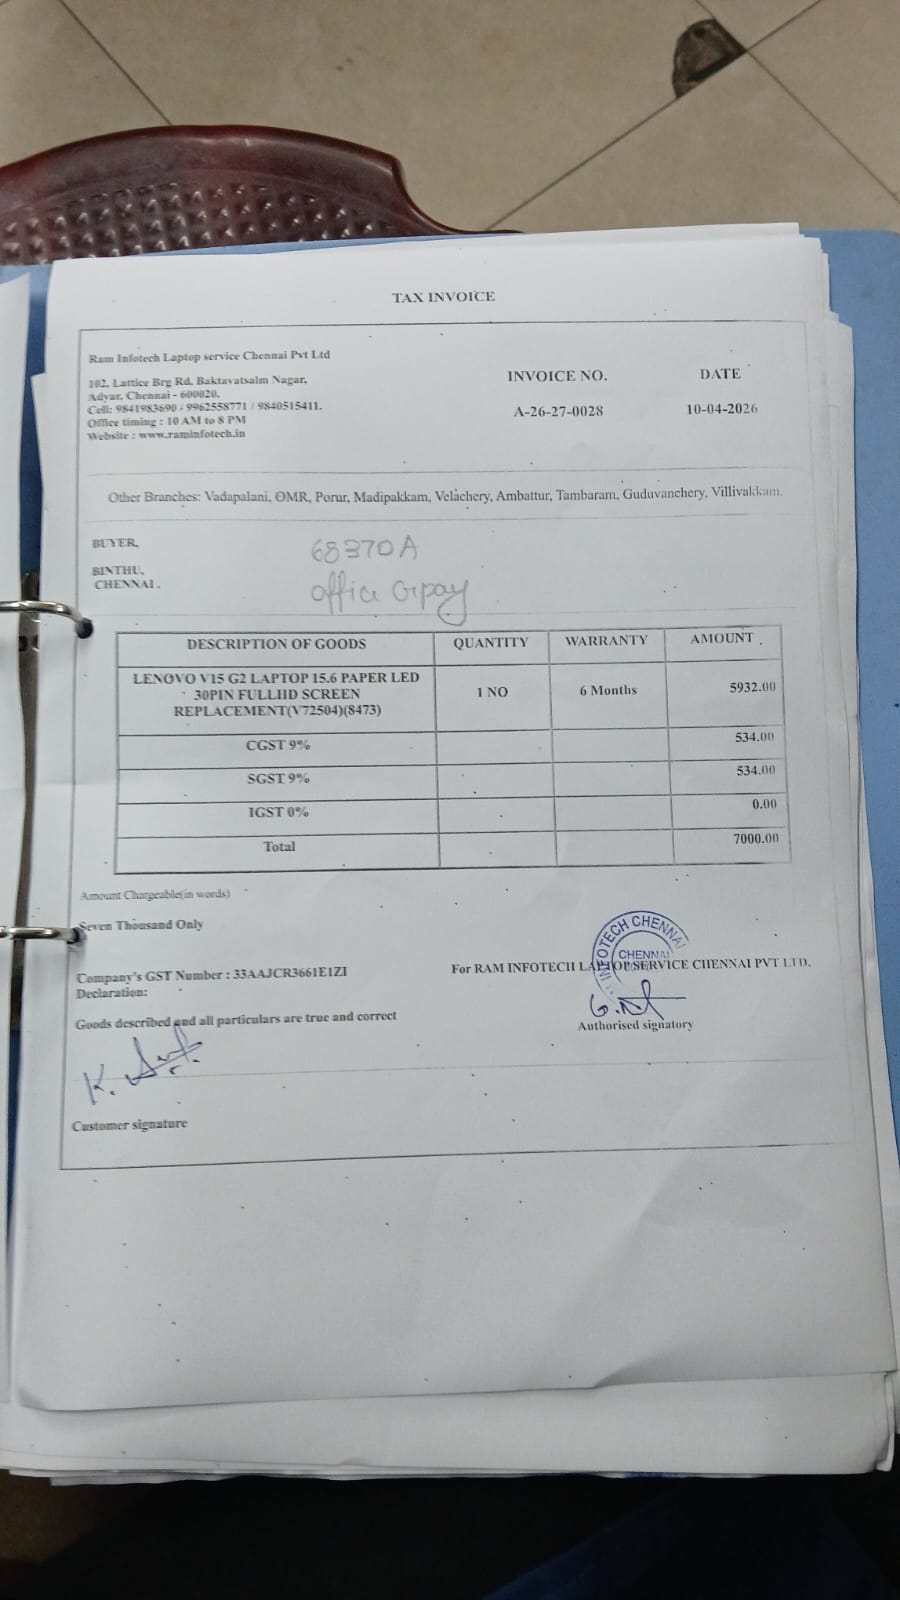 TAX INVOICE
Ram Infotech Laptop service Chennai Pvt Ltd
102, Lattice Brg Rd, Baktavatsalm Nagar,
Adyar, Chennai - 600020.
Cell: 9841983690 / 9962558771 / 9840515411.
Office timing : 10 AM to 8 PM
Website : www.raminfotech.in
INVOICE NO. DATE
A-26-27-0028 10-04-2026
Other Branches: Vadapalani, OMR, Porur, Madipakkam, Velachery, Ambattur, Tambaram, Guduvanchery, Villivakkam.
BUYER,
BINTHU,
CHENNAI.
68370A
office Gpay
DESCRIPTION OF GOODS QUANTITY WARRANTY AMOUNT
LENOVO V15 G2 LAPTOP 15.6 PAPER LED
30PIN FULLHD SCREEN
REPLACEMENT(V72504)(8473) 1 NO 6 Months 5932.00
CGST 9% 534.00
SGST 9% 534.00
IGST 0% 0.00
Total 7000.00
Amount Chargeable(in words)
Seven Thousand Only
Company's GST Number : 33AAJCR3661E1ZI
Declaration:
Goods described and all particulars are true and correct
INFOTECH CHENNAI
CHENNAI
For RAM INFOTECH LAPTOP SERVICE CHENNAI PVT LTD.
Authorised signatory
Customer signature